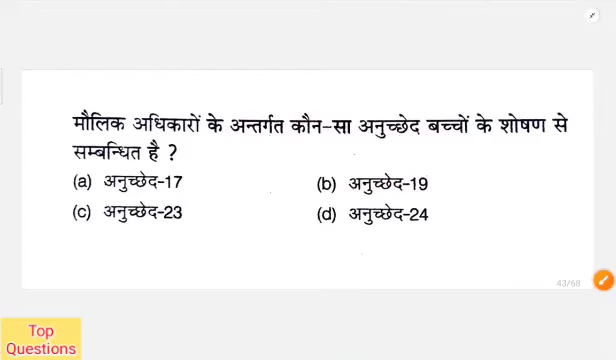 मौलिक अधिकारों के अन्तर्गत कौन-सा अनुच्छेद बच्चों के शोषण से
सम्बन्धित है ?
(a) अनुच्छेद-17 (b) अनुच्छेद-19
(c) अनुच्छेद-23 (d) अनुच्छेद-24
43/68
Top
Questions